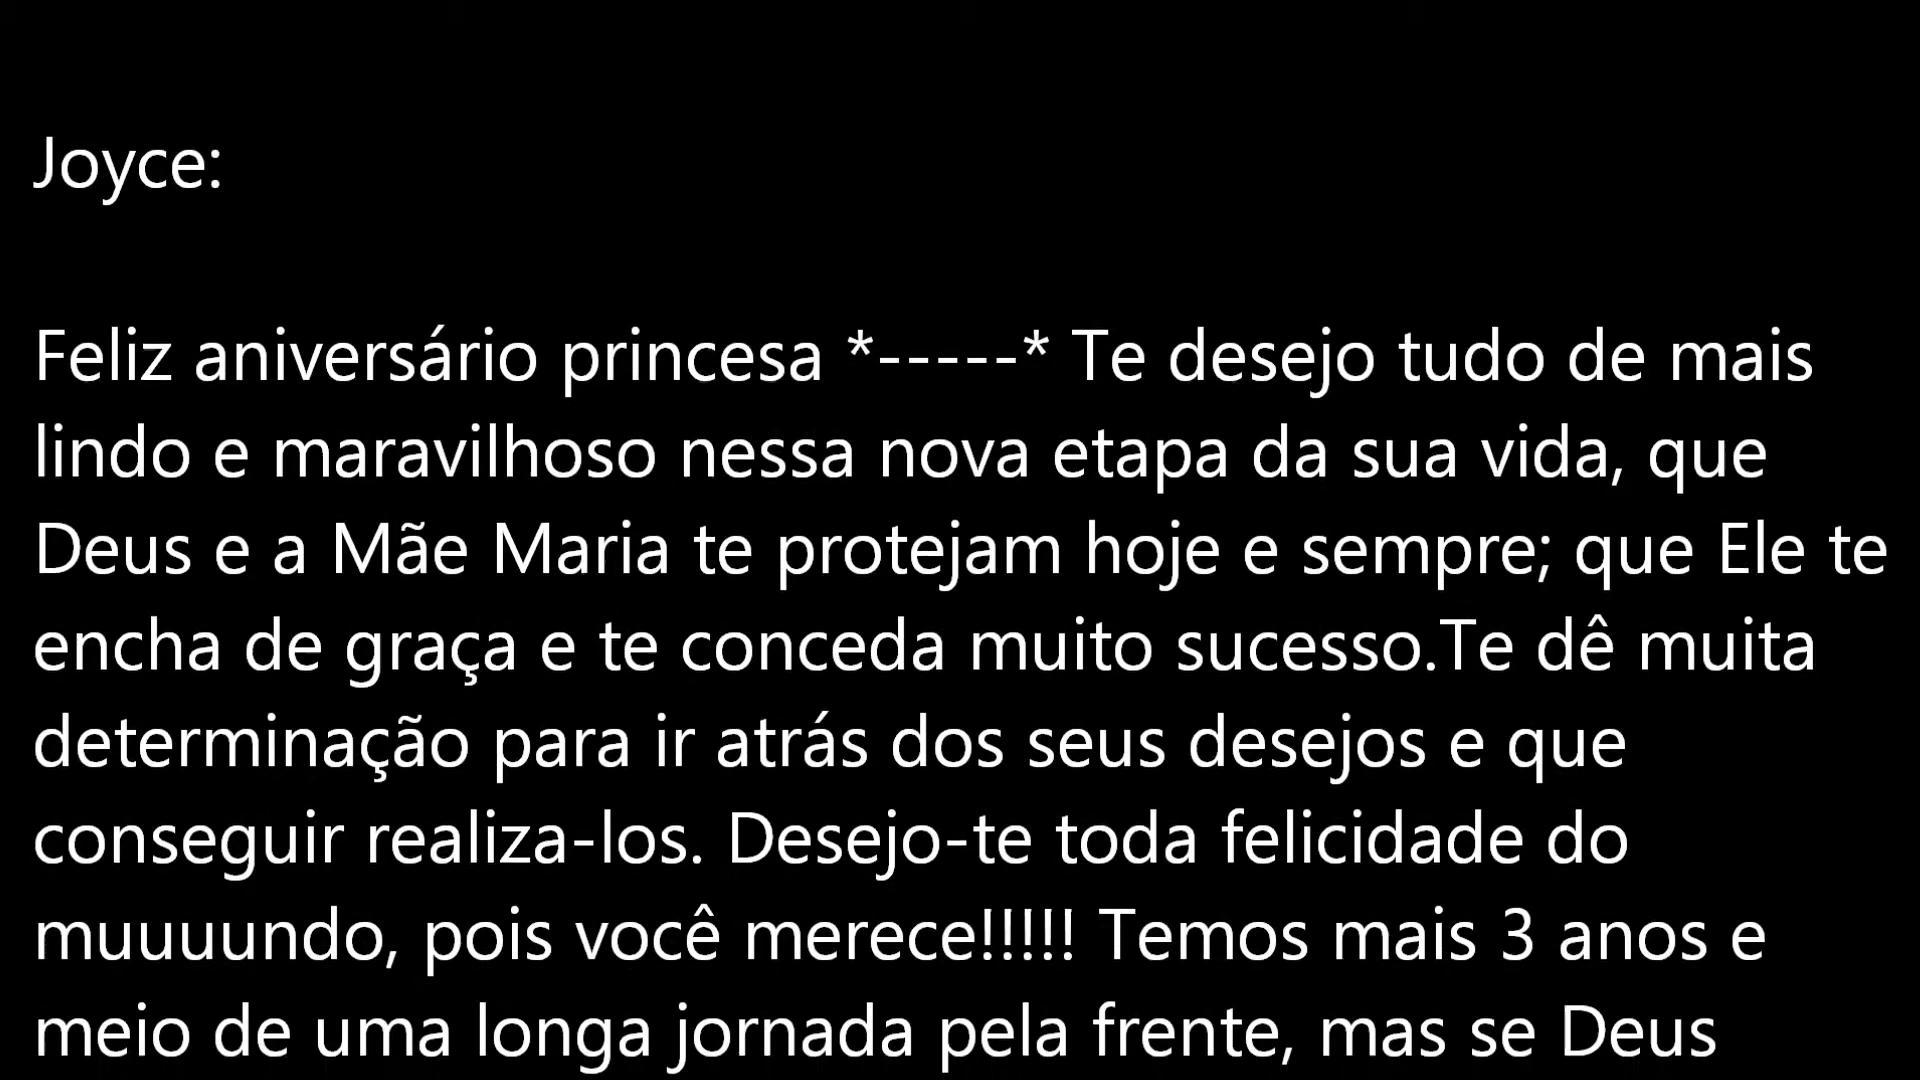 Joyce:
Feliz aniversário princesa *-----* Te desejo tudo de mais
lindo e maravilhoso nessa nova etapa da sua vida, que
Deus e a Mãe Maria te protejam hoje e sempre; que Ele te
encha de graça e te conceda muito sucesso.Te dê muita
determinação para ir atrás dos seus desejos e que
conseguir realiza-los. Desejo-te toda felicidade do
muuuundo, pois você merece!!!!! Temos mais 3 anos e
meio de uma longa jornada pela frente, mas se Deus